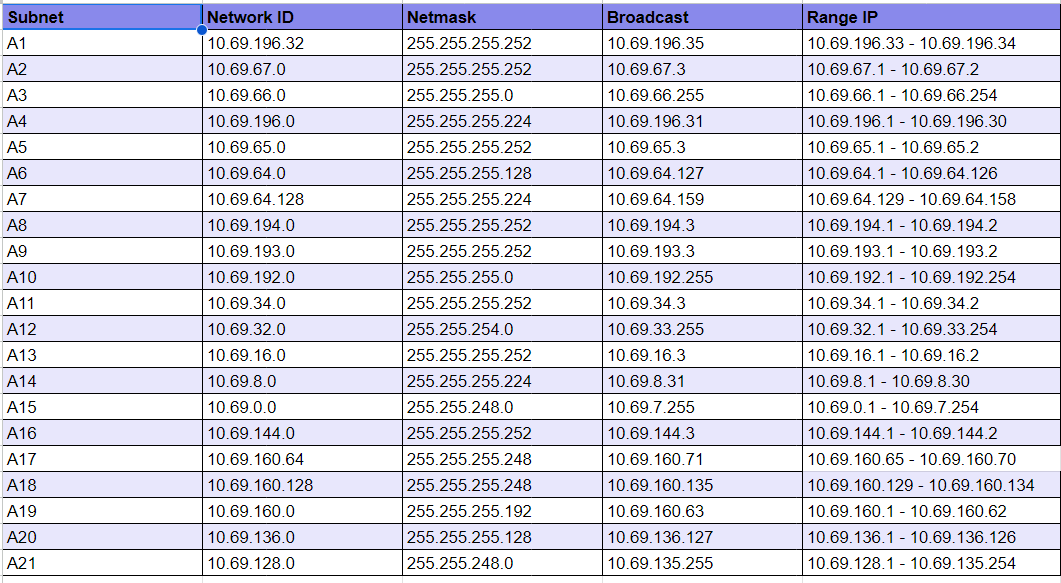 Subnet Network ID Netmask Broadcast Range IP
A1 10.69.196.32 255.255.255.252 10.69.196.35 10.69.196.33 - 10.69.196.34
A2 10.69.67.0 255.255.255.252 10.69.67.3 10.69.67.1 - 10.69.67.2
A3 10.69.66.0 255.255.255.0 10.69.66.255 10.69.66.1 - 10.69.66.254
A4 10.69.196.0 255.255.255.224 10.69.196.31 10.69.196.1 - 10.69.196.30
A5 10.69.65.0 255.255.255.252 10.69.65.3 10.69.65.1 - 10.69.65.2
A6 10.69.64.0 255.255.255.128 10.69.64.127 10.69.64.1 - 10.69.64.126
A7 10.69.64.128 255.255.255.224 10.69.64.159 10.69.64.129 - 10.69.64.158
A8 10.69.194.0 255.255.255.252 10.69.194.3 10.69.194.1 - 10.69.194.2
A9 10.69.193.0 255.255.255.252 10.69.193.3 10.69.193.1 - 10.69.193.2
A10 10.69.192.0 255.255.255.0 10.69.192.255 10.69.192.1 - 10.69.192.254
A11 10.69.34.0 255.255.255.252 10.69.34.3 10.69.34.1 - 10.69.34.2
A12 10.69.32.0 255.255.254.0 10.69.33.255 10.69.32.1 - 10.69.33.254
A13 10.69.16.0 255.255.255.252 10.69.16.3 10.69.16.1 - 10.69.16.2
A14 10.69.8.0 255.255.255.224 10.69.8.31 10.69.8.1 - 10.69.8.30
A15 10.69.0.0 255.255.248.0 10.69.7.255 10.69.0.1 - 10.69.7.254
A16 10.69.144.0 255.255.255.252 10.69.144.3 10.69.144.1 - 10.69.144.2
A17 10.69.160.64 255.255.255.248 10.69.160.71 10.69.160.65 - 10.69.160.70
A18 10.69.160.128 255.255.255.248 10.69.160.135 10.69.160.129 - 10.69.160.134
A19 10.69.160.0 255.255.255.192 10.69.160.63 10.69.160.1 - 10.69.160.62
A20 10.69.136.0 255.255.255.128 10.69.136.127 10.69.136.1 - 10.69.136.126
A21 10.69.128.0 255.255.248.0 10.69.135.255 10.69.128.1 - 10.69.135.254